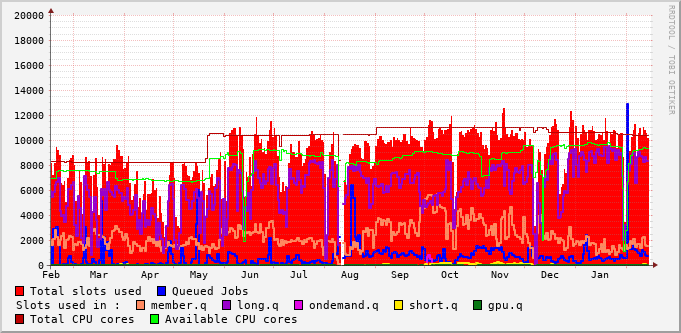 20000
18000
16000
14000
12000
10000
8000
6000
4000
2000
0
Feb Mar Apr May Jun Jul Aug Sep Oct Nov Dec Jan
RRDTOOL / TOBI OETIKER
Total slots used Queued Jobs
Slots used in : member.q long.q ondemand.q short.q gpu.q
Total CPU cores Available CPU cores